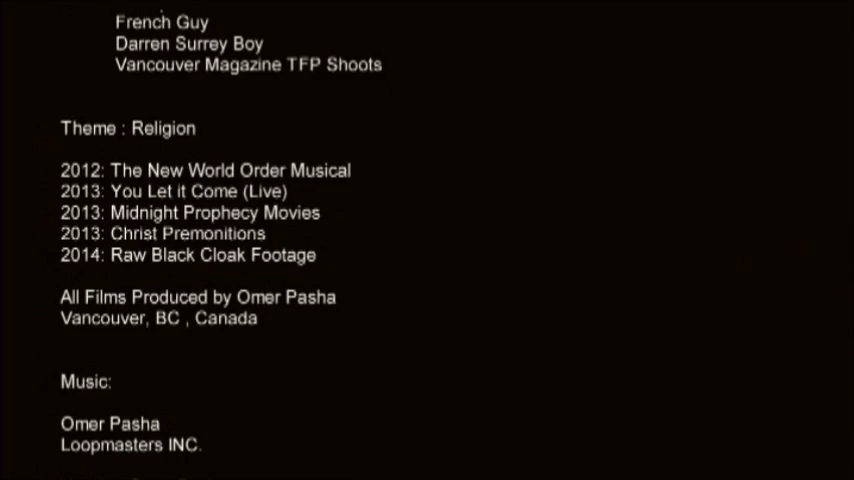 French Guy
Darren Surrey Boy
Vancouver Magazine TFP Shoots
Theme : Religion
2012: The New World Order Musical
2013: You Let it Come (Live)
2013: Midnight Prophecy Movies
2013: Christ Premonitions
2014: Raw Black Cloak Footage
All Films Produced by Omer Pasha
Vancouver, BC , Canada
Music:
Omer Pasha
Loopmasters INC.